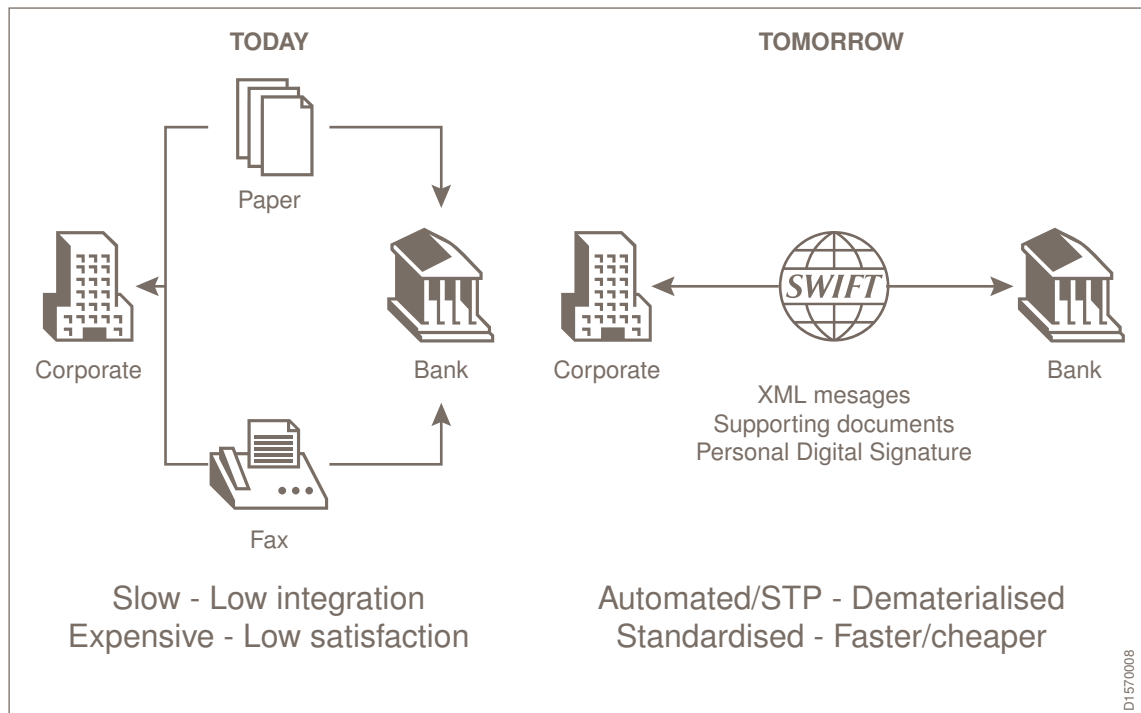 TODAY
Paper
Corporate
Bank
Fax
Slow - Low integration
Expensive - Low satisfaction
TOMORROW
Corporate
SWIFT
Bank
XML mesages
Supporting documents
Personal Digital Signature
Automated/STP - Dematerialised
Standardised - Faster/cheaper
D1570008